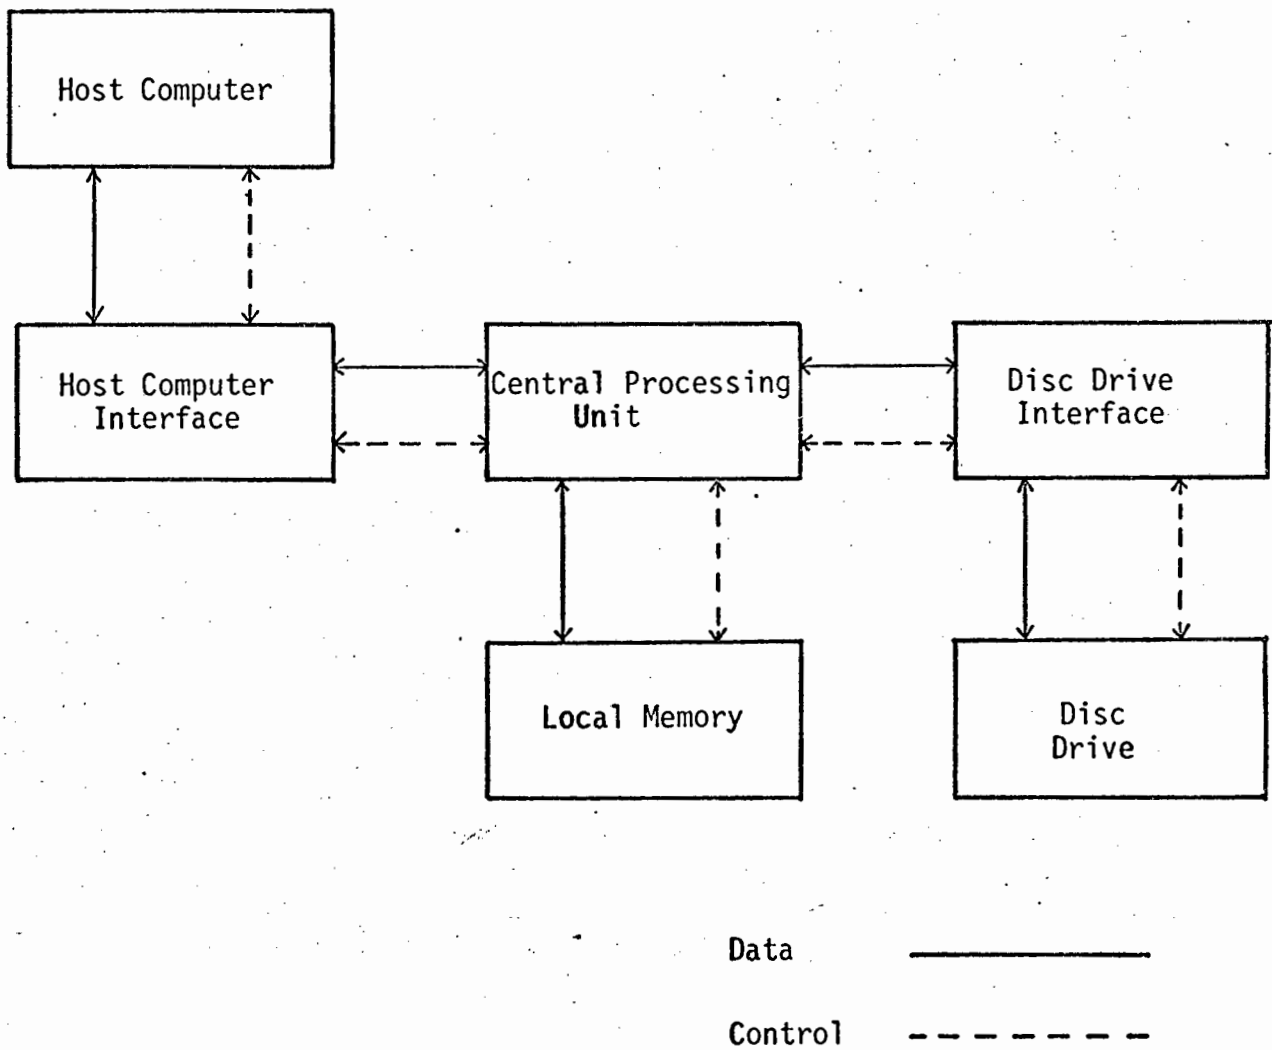 Host Computer
Host Computer
Interface
Central Processing
Unit
Disc Drive
Interface
Local Memory
Disc
Drive
Data
Control